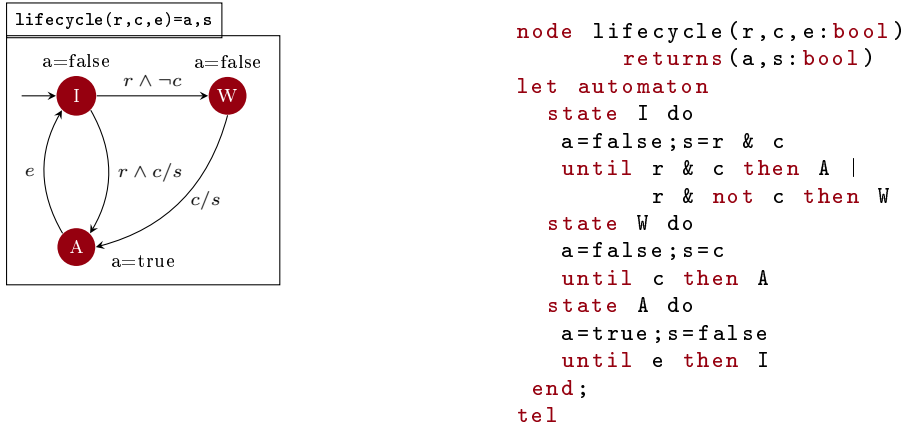 lifecycle(r,c,e)=a,s
a=false
a=false
r ∧ ¬c
I
W
e
r ∧ c/s
c/s
A
a=true
node lifecycle(r,c,e:bool)
returns(a,s:bool)
let automaton
state I do
a=false;s=r & c
until r & c then A |
r & not c then W
state W do
a=false;s=c
until c then A
state A do
a=true;s=false
until e then I
end;
tel